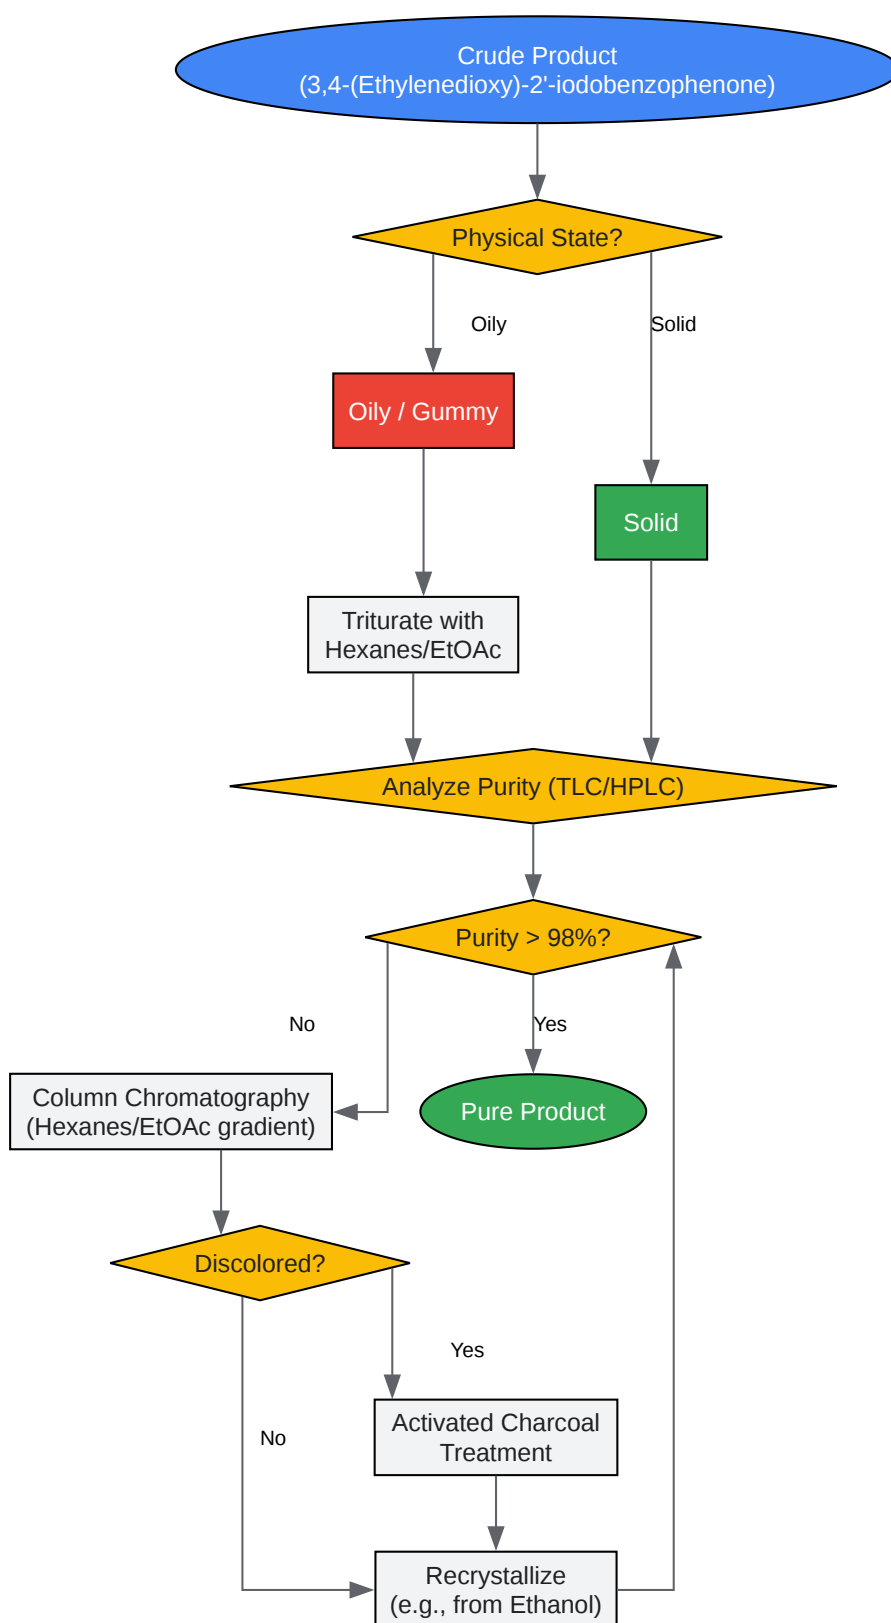 Crude Product
(3,4-(Ethylenedioxy)-2'-iodobenzophenone)
Physical State?
Oily
Solid
Oily / Gummy
Solid
Triturate with
Hexanes/EtOAc
Analyze Purity (TLC/HPLC)
Purity > 98%?
No
Yes
Column Chromatography
(Hexanes/EtOAc gradient)
Pure Product
Discolored?
Yes
No
Activated Charcoal
Treatment
Recrystallize
(e.g., from Ethanol)